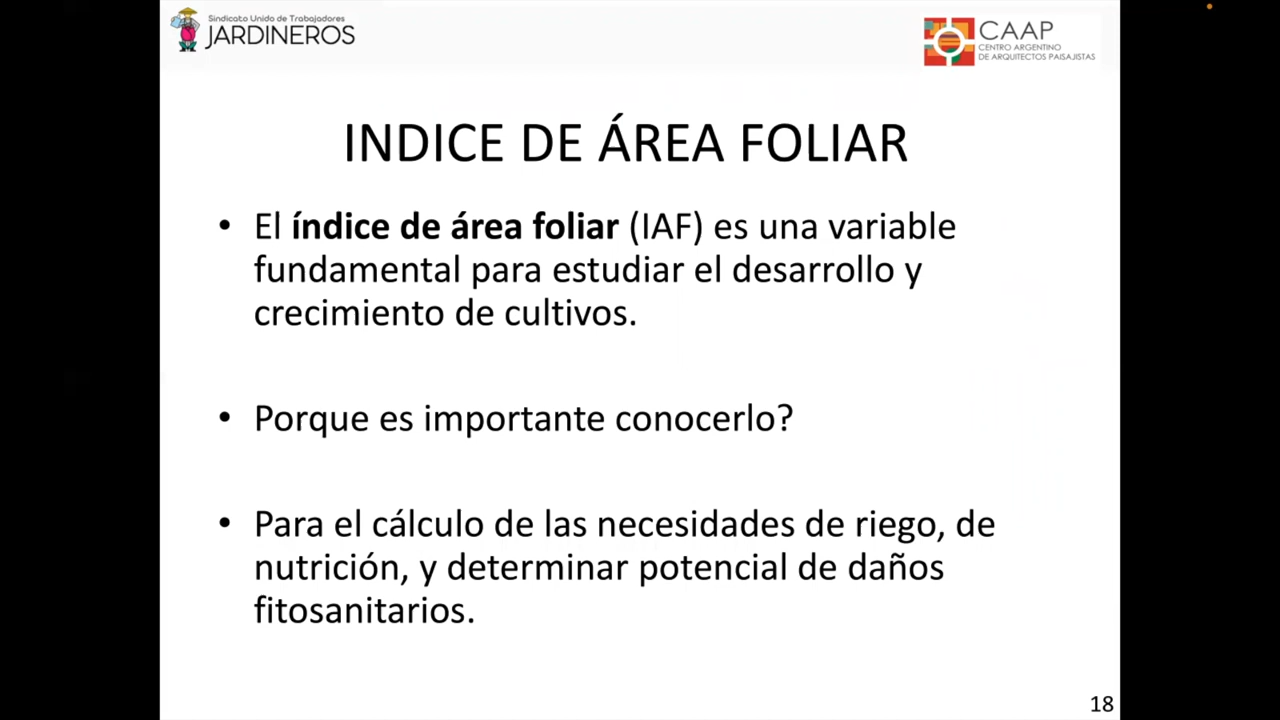 Sindicato Unido de Trabajadores
JARDINEROS
CAAP
CENTRO ARGENTINO
DE ARQUITECTOS PAISAJISTAS
INDICE DE ÁREA FOLIAR
• El índice de área foliar (IAF) es una variable
fundamental para estudiar el desarrollo y
crecimiento de cultivos.
• Porque es importante conocerlo?
• Para el cálculo de las necesidades de riego, de
nutrición, y determinar potencial de daños
fitosanitarios.
18